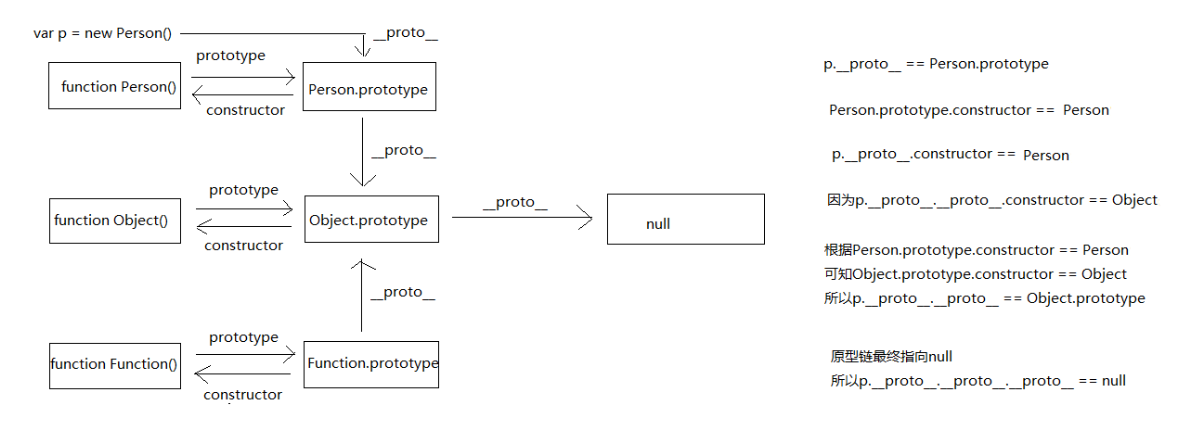 var p = new Person()
__proto__
prototype
function Person()
Person.prototype
constructor
__proto__
prototype
function Object()
Object.prototype
constructor
__proto__
null
__proto__
prototype
function Function()
Function.prototype
constructor
p.__proto__ == Person.prototype
Person.prototype.constructor == Person
p.__proto__.constructor == Person
因为p.__proto__.__proto__.constructor == Object
根据Person.prototype.constructor == Person
可知Object.prototype.constructor == Object
所以p.__proto__.__proto__ == Object.prototype
原型链最终指向null
所以p.__proto__.__proto__.__proto__ == null